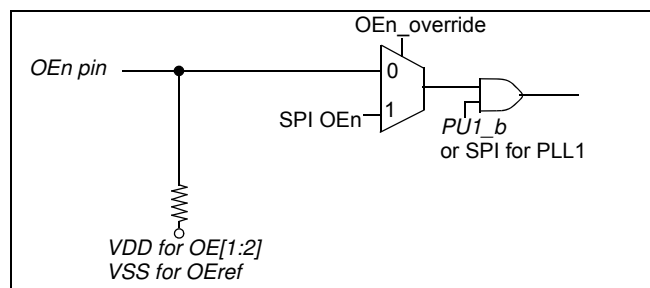 OEn_override
OEn pin
0
1
SPI OEn
PU1_b
or SPI for PLL1
VDD for OE[1:2]
VSS for OEref